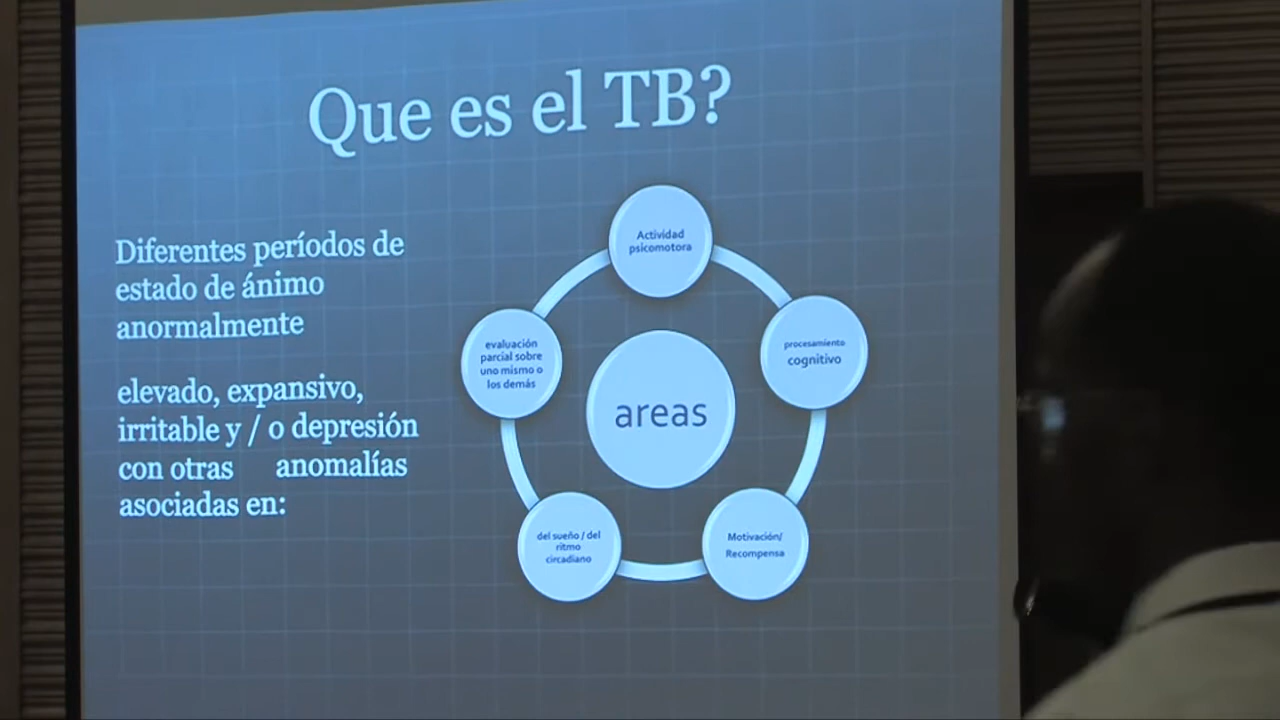 Que es el TB?
Diferentes períodos de
estado de ánimo
anormalmente
elevado, expansivo,
irritable y / o depresión
con otras anomalías
asociadas en:
Actividad
psicomotora
procesamiento
cognitivo
Motivación/
Recompensa
del sueño / del
ritmo
circadiano
evaluación
parcial sobre
uno mismo o
los demás
areas